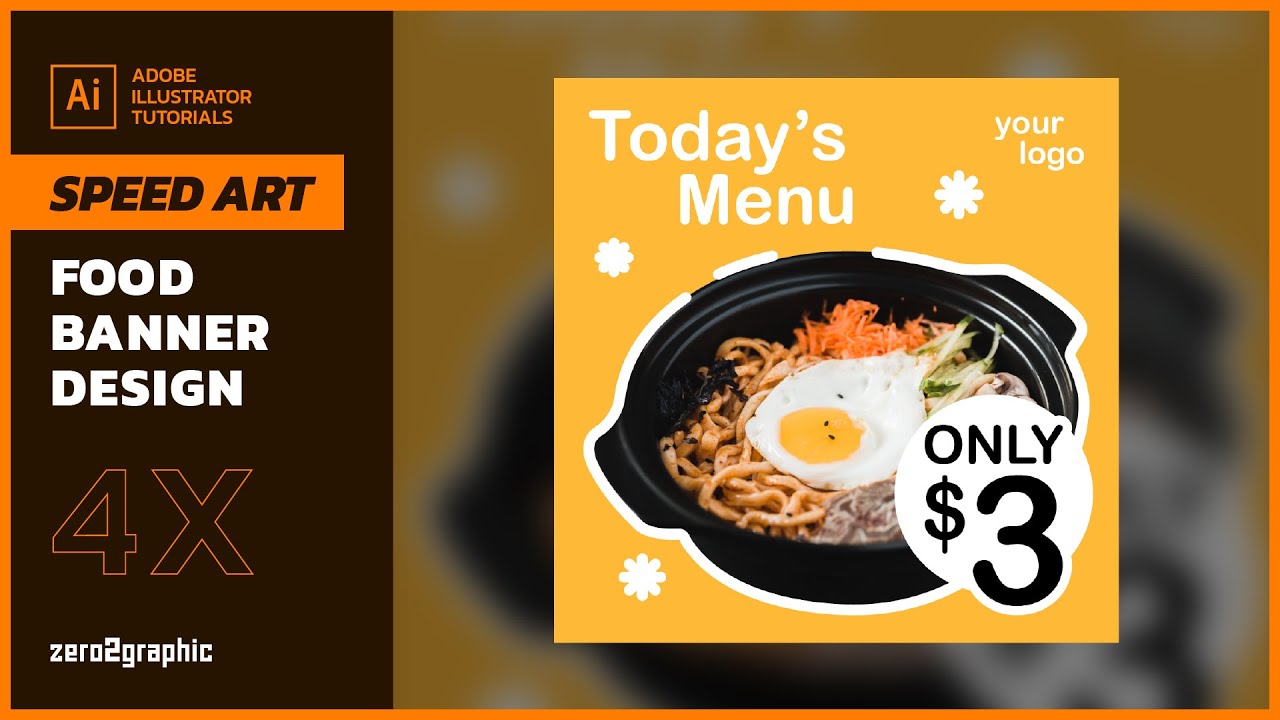 Ai
ADOBE
ILLUSTRATOR
TUTORIALS
SPEED ART
FOOD
BANNER
DESIGN
4X
zero2graphic
Today's
Menu
your
logo
ONLY
$3